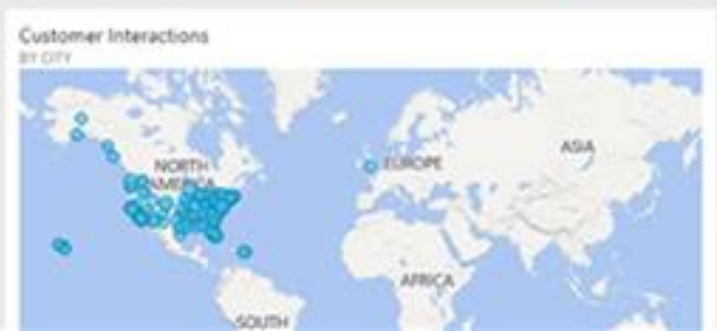 Customer Interactions
BY CITY
ASIA
NORTH
AMERICA
EUROPE
AFRICA
SOUTH